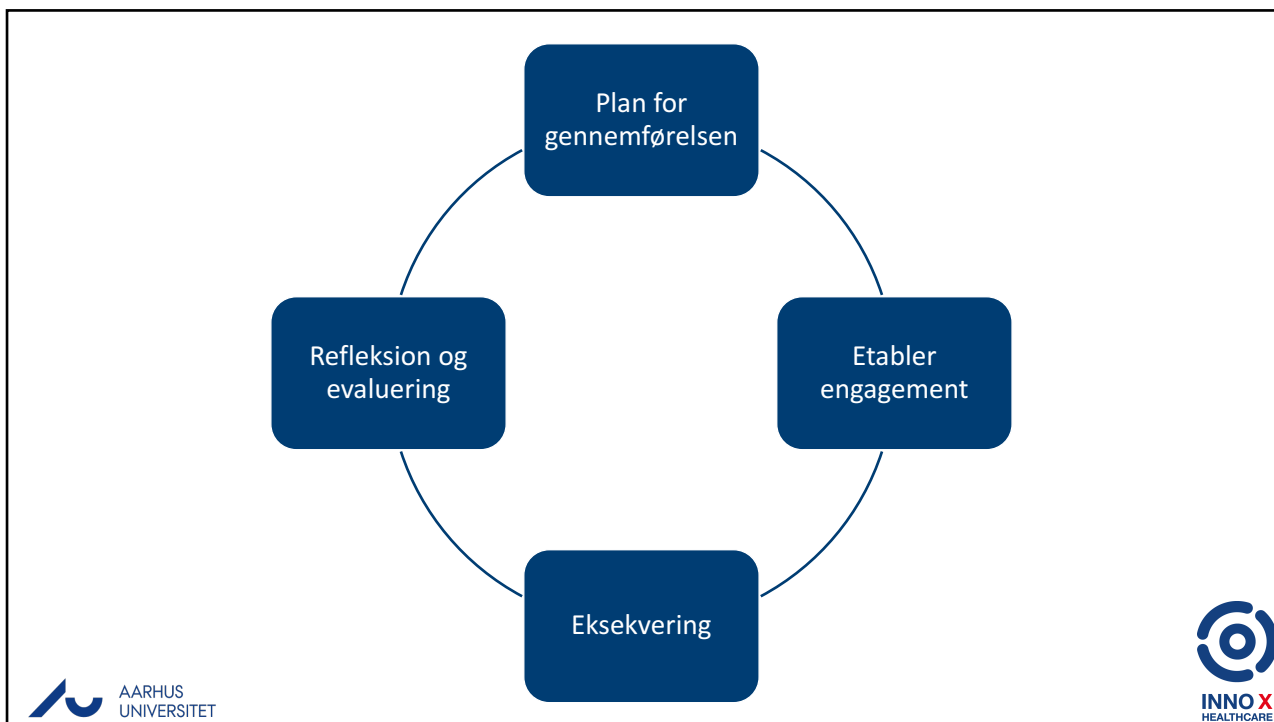 Plan for
gennemførelsen
Refleksion og
evaluering
Etabler
engagement
Eksekvering
AARHUS
UNIVERSITET
INNO X
HEALTHCARE